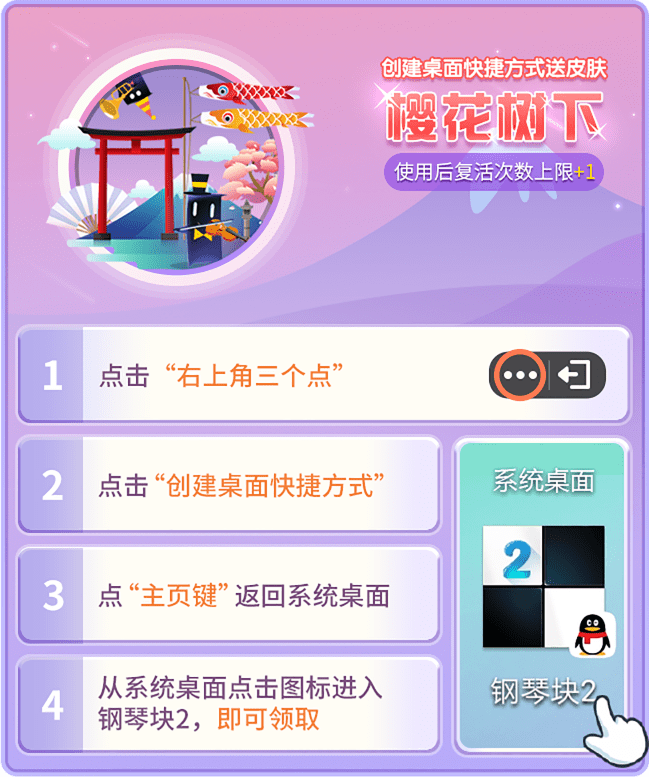 创建桌面快捷方式送皮肤
樱花树下
使用后复活次数上限+1
1
点击“右上角三个点”
2
点击“创建桌面快捷方式”
3
点“主页键”返回系统桌面
4
从系统桌面点击图标进入
钢琴块2，即可领取
系统桌面
2
钢琴块2